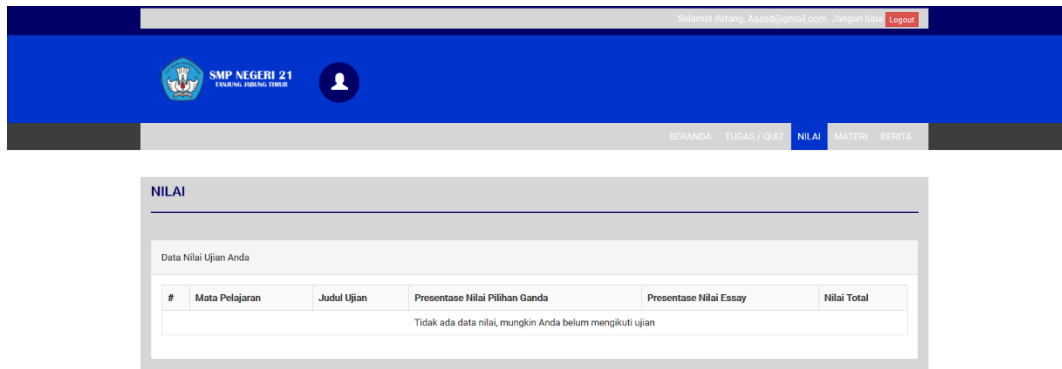 Selamat datang, Asasd@gmail.com. Jangan lupa Logout
SMP NEGERI 21
TANJUNG JABUNG TIMUR
BERANDA TUGAS / QUIZ NILAI MATERI BERITA
NILAI
Data Nilai Ujian Anda
# Mata Pelajaran Judul Ujian Presentase Nilai Pilihan Ganda Presentase Nilai Essay Nilai Total
Tidak ada data nilai, mungkin Anda belum mengikuti ujian